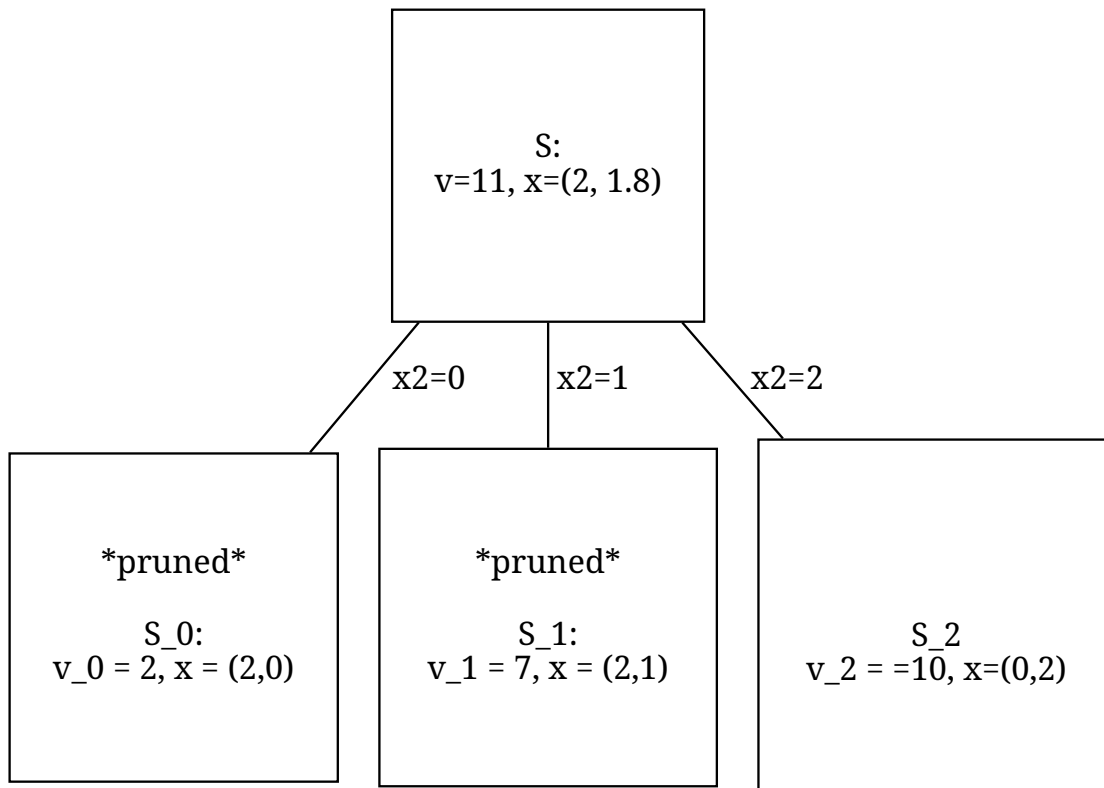 S:
v=11, x=(2, 1.8)
x2=0
x2=1
x2=2
*pruned*
S_0:
v_0 = 2, x = (2,0)
*pruned*
S_1:
v_1 = 7, x = (2,1)
S_2
v_2 = =10, x=(0,2)